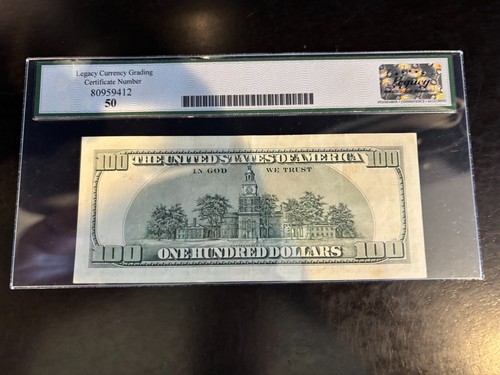 Legacy Currency Grading
Certificate Number
80959412
50
Legacy
100 THE UNITED STATES OF AMERICA 100
IN GOD WE TRUST
100 ONE HUNDRED DOLLARS 100